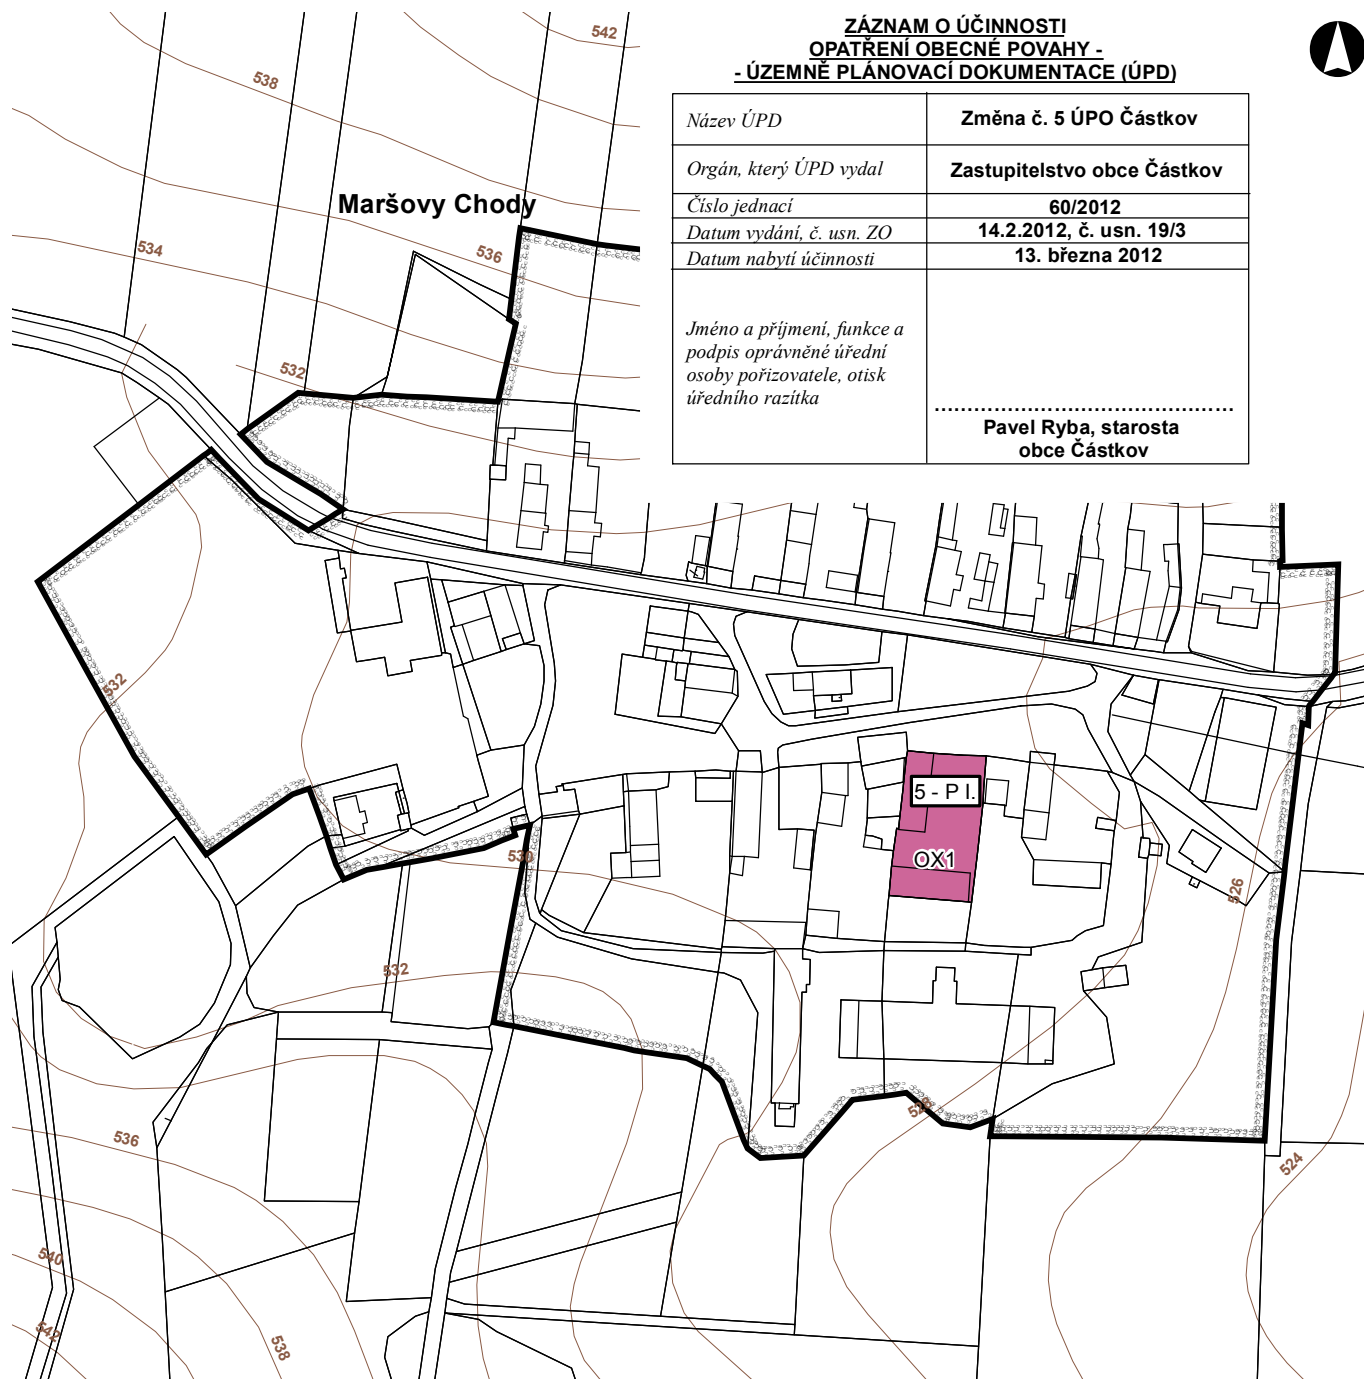 ZÁZNAM O ÚČINNOSTI
OPATŘENÍ OBECNÉ POVAHY -
- ÚZEMNĚ PLÁNOVACÍ DOKUMENTACE (ÚPD)
Název ÚPD
Změna č. 5 ÚPO Částkov
Orgán, který ÚPD vydal
Zastupitelstvo obce Částkov
Číslo jednací
60/2012
Datum vydání, č. usn. ZO
14.2.2012, č. usn. 19/3
Datum nabytí účinnosti
13. března 2012
Jméno a příjmení, funkce a
podpis oprávněné úřední
osoby pořizovatele, otisk
úředního razítka
Pavel Ryba, starosta
obce Částkov
542
538
Maršovy Chody
534
536
532
532
5 - P I.
OX1
530
526
532
528
536
524
540
542
538